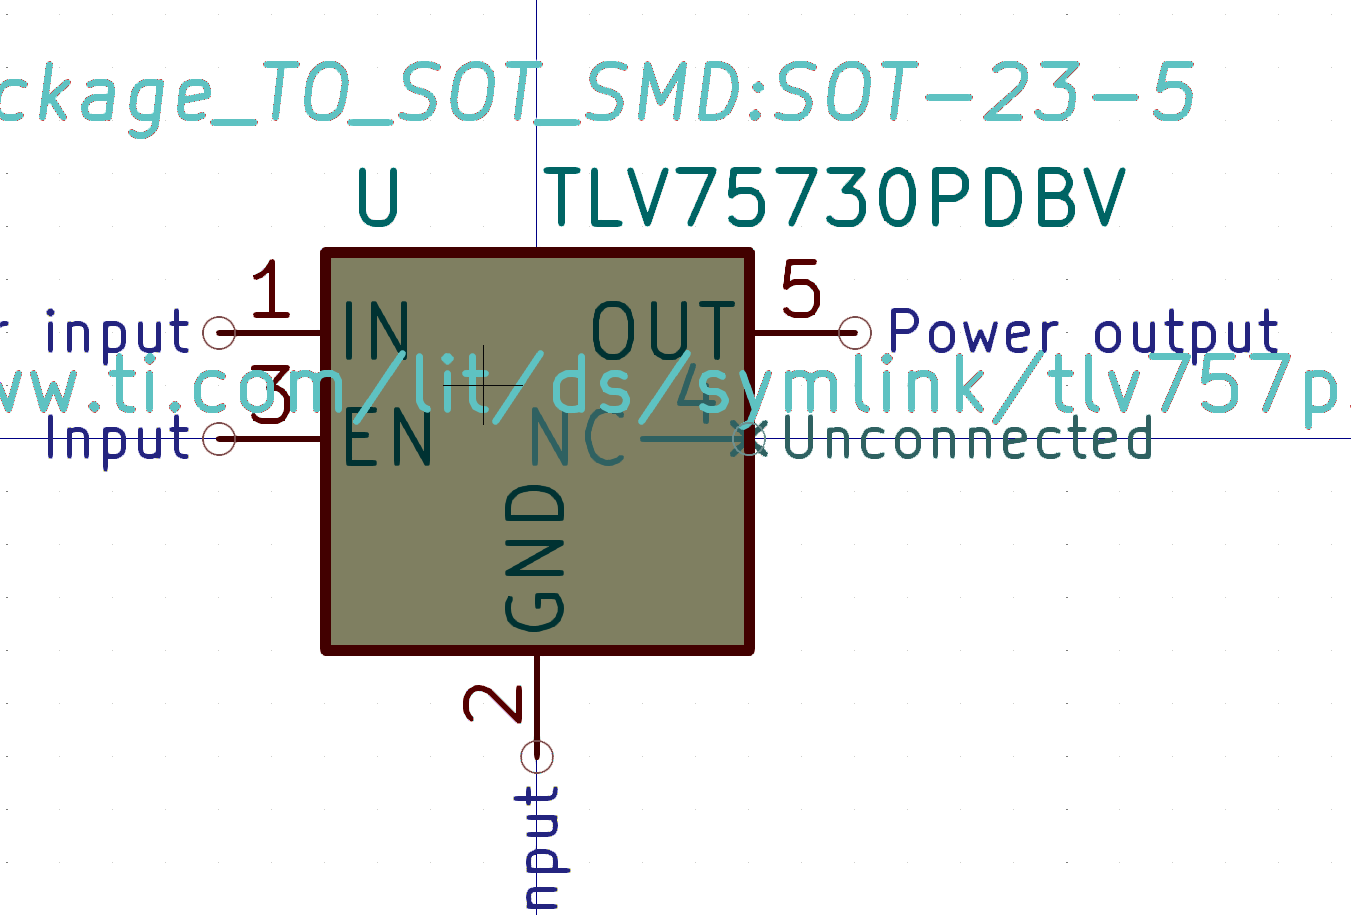 ckage_TO_SOT_SMD:SOT-23-5
U TLV75730PDBV
1 5
r input IN OUT Power output
ww.ti.com/lit/ds/symlink/tlv757p.
3 4
Input EN NC Unconnected
GND
2
nput